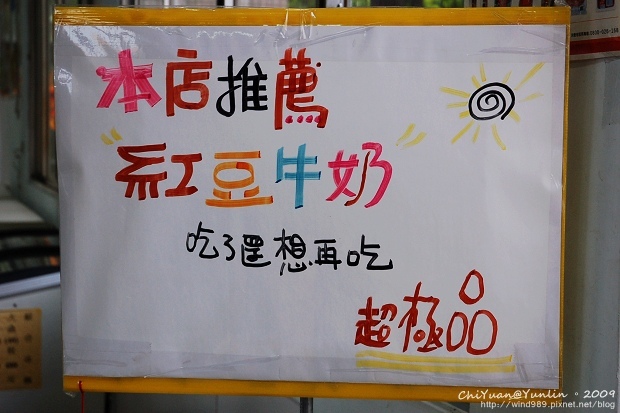 本店推薦
"紅豆牛奶"
吃了還想再吃
超極品
ChiYuan@Yunlin。2009
http://wind989.pixnet.net/blog